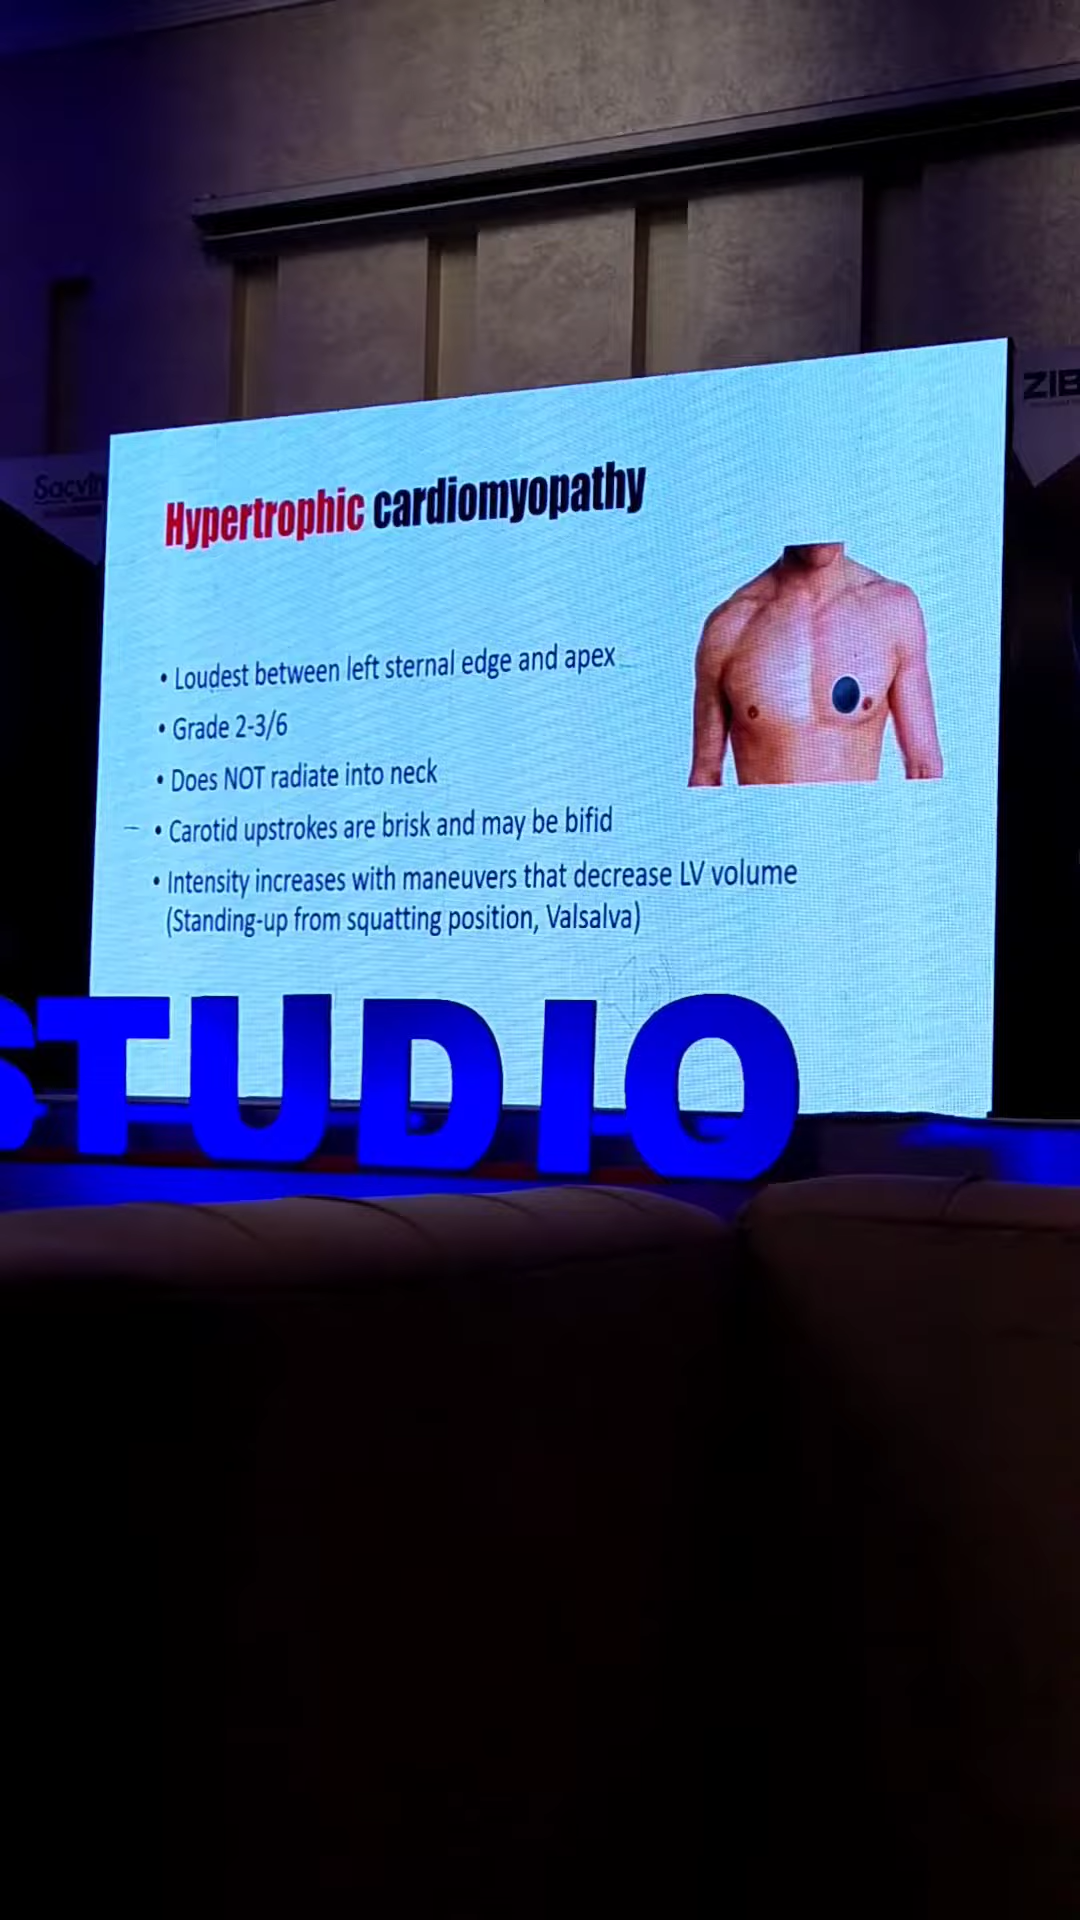 ZIB
Sacvin
Hypertrophic cardiomyopathy
• Loudest between left sternal edge and apex
• Grade 2-3/6
• Does NOT radiate into neck
• Carotid upstrokes are brisk and may be bifid
• Intensity increases with maneuvers that decrease LV volume
(Standing-up from squatting position, Valsalva)
STUDIO